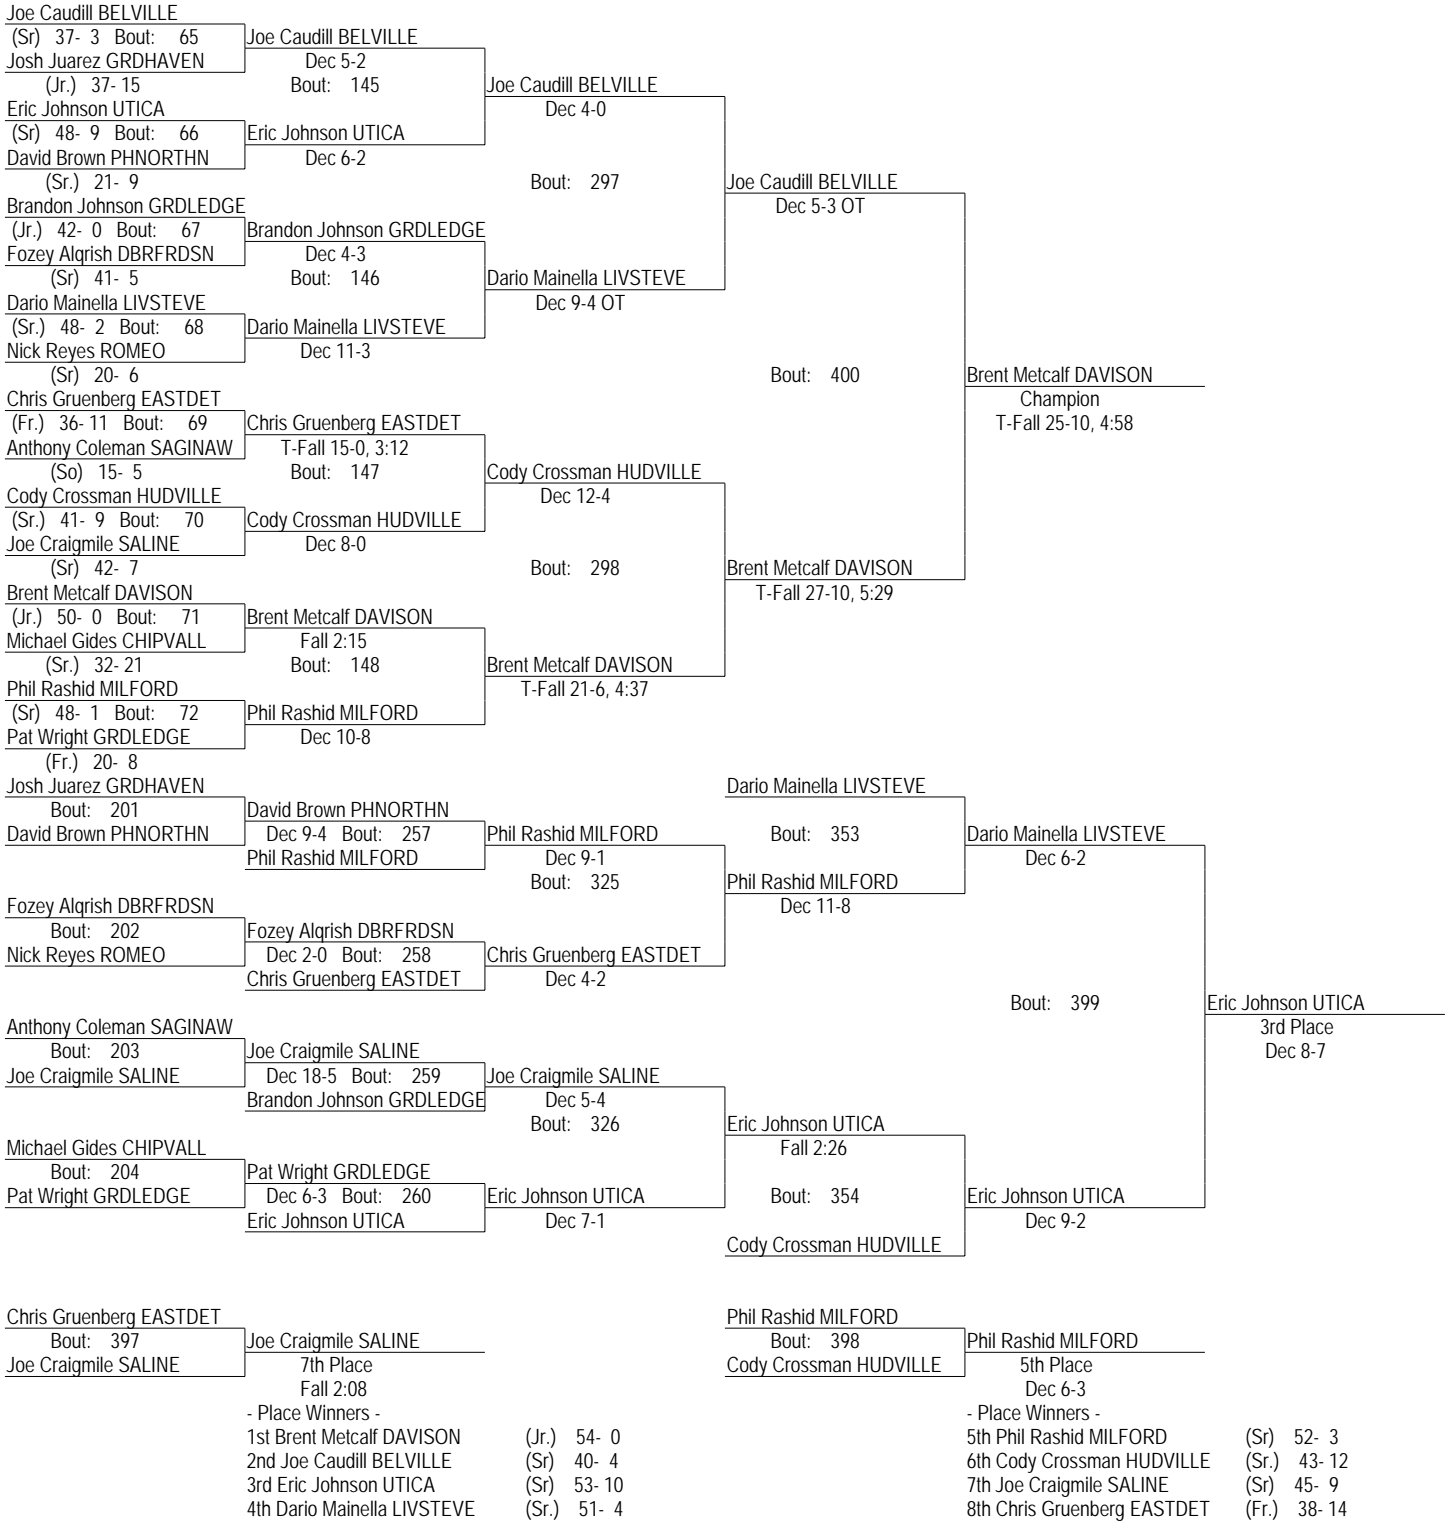 Joe Caudill BELVILLE
(Sr) 37- 3 Bout: 65 Joe Caudill BELVILLE
Josh Juarez GRDHAVEN Dec 5-2
(Jr.) 37- 15 Bout: 145 Joe Caudill BELVILLE
Eric Johnson UTICA Dec 4-0
(Sr) 48- 9 Bout: 66 Eric Johnson UTICA
David Brown PHNORTHN Dec 6-2
(Sr.) 21- 9 Bout: 297 Joe Caudill BELVILLE
Brandon Johnson GRDLEDGE Dec 5-3 OT
(Jr.) 42- 0 Bout: 67 Brandon Johnson GRDLEDGE
Fozey Alqrish DBRFRDSN Dec 4-3
(Sr) 41- 5 Bout: 146 Dario Mainella LIVSTEVE
Dario Mainella LIVSTEVE Dec 9-4 OT
(Sr.) 48- 2 Bout: 68 Dario Mainella LIVSTEVE
Nick Reyes ROMEO Dec 11-3
(Sr) 20- 6 Bout: 400 Brent Metcalf DAVISON
Chris Gruenberg EASTDET Champion
(Fr.) 36- 11 Bout: 69 Chris Gruenberg EASTDET T-Fall 25-10, 4:58
Anthony Coleman SAGINAW T-Fall 15-0, 3:12
(So) 15- 5 Bout: 147 Cody Crossman HUDVILLE
Cody Crossman HUDVILLE Dec 12-4
(Sr.) 41- 9 Bout: 70 Cody Crossman HUDVILLE
Joe Craigmile SALINE Dec 8-0
(Sr) 42- 7 Bout: 298 Brent Metcalf DAVISON
Brent Metcalf DAVISON T-Fall 27-10, 5:29
(Jr.) 50- 0 Bout: 71 Brent Metcalf DAVISON
Michael Gides CHIPVALL Fall 2:15
(Sr.) 32- 21 Bout: 148 Brent Metcalf DAVISON
Phil Rashid MILFORD T-Fall 21-6, 4:37
(Sr) 48- 1 Bout: 72 Phil Rashid MILFORD
Pat Wright GRDLEDGE Dec 10-8
(Fr.) 20- 8
Josh Juarez GRDHAVEN Dario Mainella LIVSTEVE
Bout: 201 David Brown PHNORTHN
David Brown PHNORTHN Dec 9-4 Bout: 257 Phil Rashid MILFORD Bout: 353 Dario Mainella LIVSTEVE
Phil Rashid MILFORD Dec 9-1 Dec 6-2
Bout: 325 Phil Rashid MILFORD
Fozey Alqrish DBRFRDSN Dec 11-8
Bout: 202 Fozey Alqrish DBRFRDSN
Nick Reyes ROMEO Dec 2-0 Bout: 258 Chris Gruenberg EASTDET
Chris Gruenberg EASTDET Dec 4-2
Bout: 399 Eric Johnson UTICA
Anthony Coleman SAGINAW 3rd Place
Bout: 203 Joe Craigmile SALINE Dec 8-7
Joe Craigmile SALINE Dec 18-5 Bout: 259 Joe Craigmile SALINE
Brandon Johnson GRDLEDGE Dec 5-4
Bout: 326 Eric Johnson UTICA
Michael Gides CHIPVALL Fall 2:26
Bout: 204 Pat Wright GRDLEDGE
Pat Wright GRDLEDGE Dec 6-3 Bout: 260 Eric Johnson UTICA Bout: 354 Eric Johnson UTICA
Eric Johnson UTICA Dec 7-1 Dec 9-2
Cody Crossman HUDVILLE
Chris Gruenberg EASTDET Phil Rashid MILFORD
Bout: 397 Joe Craigmile SALINE Bout: 398 Phil Rashid MILFORD
Joe Craigmile SALINE 7th Place Cody Crossman HUDVILLE 5th Place
Fall 2:08 Dec 6-3
- Place Winners - - Place Winners -
1st Brent Metcalf DAVISON (Jr.) 54- 0 5th Phil Rashid MILFORD (Sr) 52- 3
2nd Joe Caudill BELVILLE (Sr) 40- 4 6th Cody Crossman HUDVILLE (Sr.) 43- 12
3rd Eric Johnson UTICA (Sr) 53- 10 7th Joe Craigmile SALINE (Sr) 45- 9
4th Dario Mainella LIVSTEVE (Sr.) 51- 4 8th Chris Gruenberg EASTDET (Fr.) 38- 14